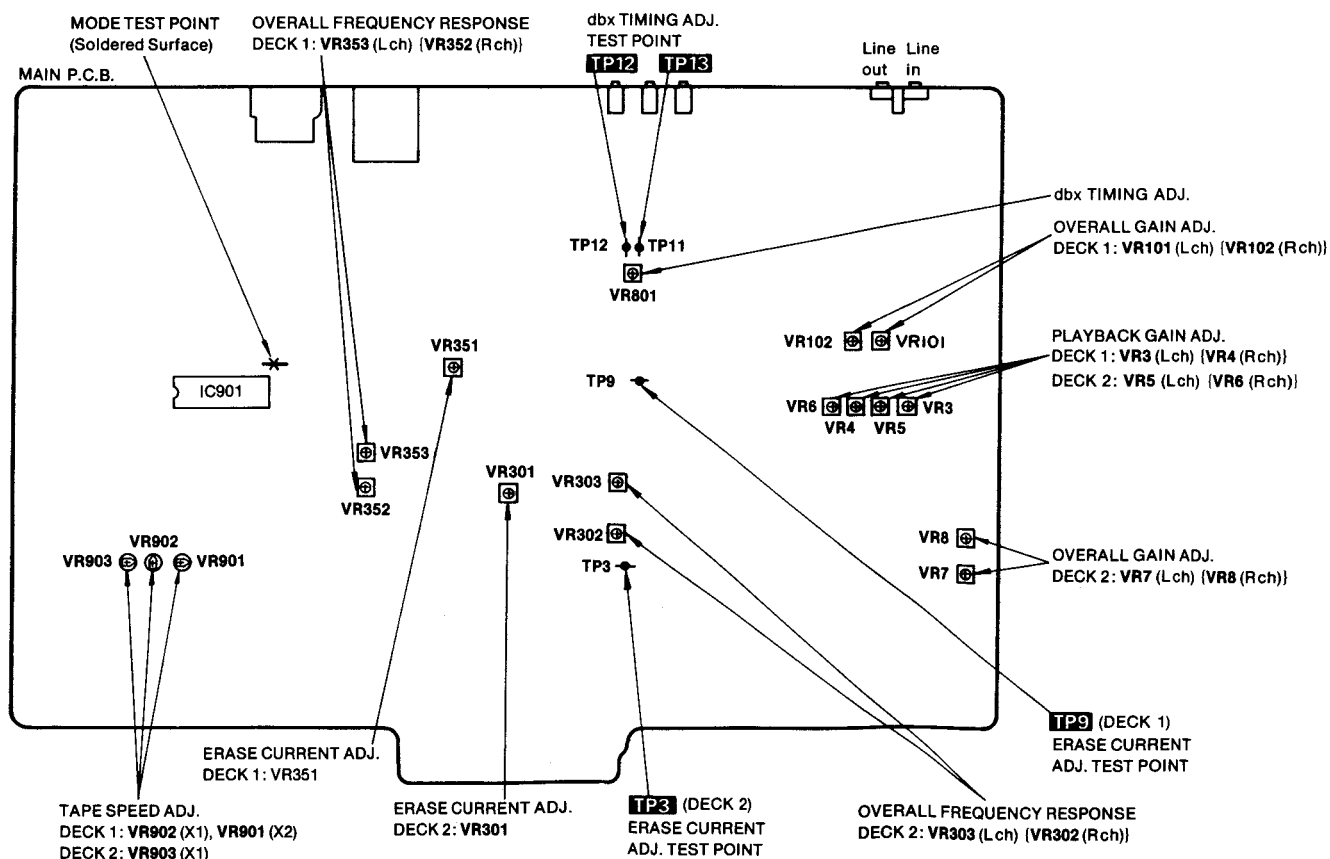 MODE TEST POINT
(Soldered Surface)
OVERALL FREQUENCY RESPONSE
DECK 1: VR353 (Lch) {VR352 (Rch)}
dbx TIMING ADJ.
TEST POINT
TP12 TP13
Line out
Line in
MAIN P.C.B.
dbx TIMING ADJ.
TP12 TP11
VR801
OVERALL GAIN ADJ.
DECK 1: VR101 (Lch) {VR102 (Rch)}
VR102 VR101
VR351
IC901
TP9
PLAYBACK GAIN ADJ.
DECK 1: VR3 (Lch) {VR4 (Rch)}
DECK 2: VR5 (Lch) {VR6 (Rch)}
VR6 VR3
VR4 VR5
VR353
VR352
VR301
VR303
VR302
TP3
VR8
VR7
OVERALL GAIN ADJ.
DECK 2: VR7 (Lch) {VR8 (Rch)}
VR902
VR903 VR901
TP9 (DECK 1)
ERASE CURRENT
ADJ. TEST POINT
ERASE CURRENT ADJ.
DECK 1: VR351
TAPE SPEED ADJ.
DECK 1: VR902 (X1), VR901 (X2)
DECK 2: VR903 (X1)
ERASE CURRENT ADJ.
DECK 2: VR301
TP3 (DECK 2)
ERASE CURRENT
ADJ. TEST POINT
OVERALL FREQUENCY RESPONSE
DECK 2: VR303 (Lch) {VR302 (Rch)}